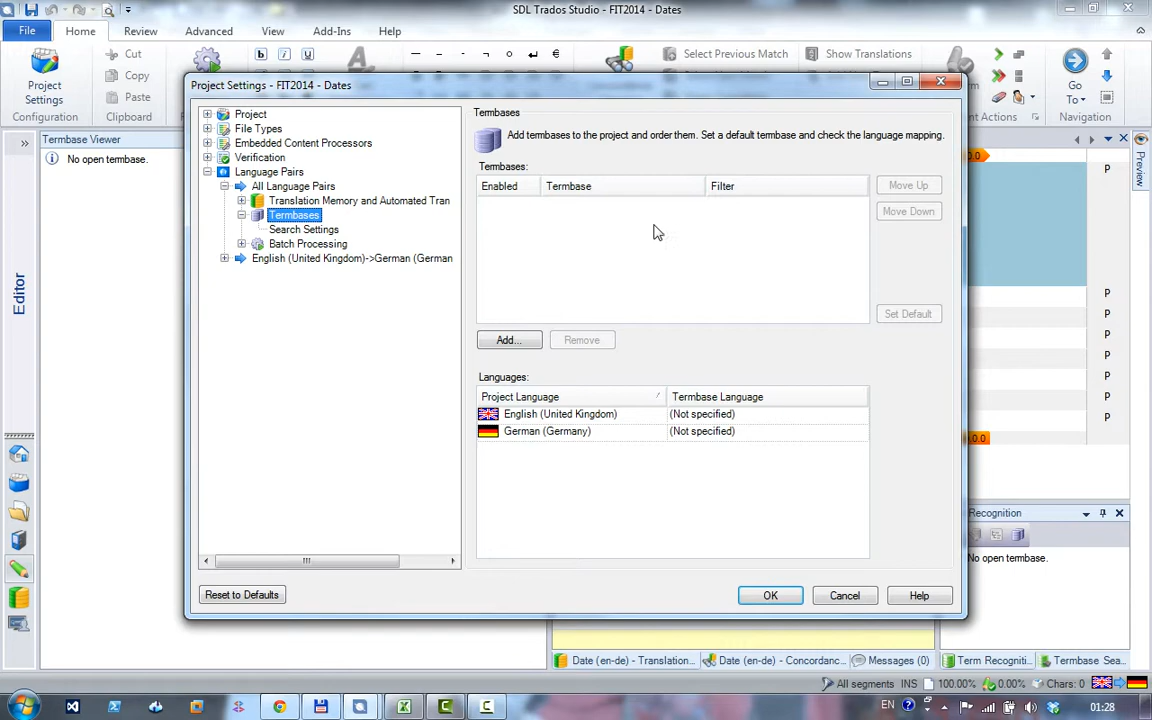 SDL Trados Studio - FIT2014 - Dates
File
Home
Review
Advanced
View
Add-Ins
Help
Project
Settings
Configuration
Cut
Copy
Paste
Clipboard
b i u
Select Previous Match
Show Translations
Go
To
Navigation
Project Settings - FIT2014 - Dates
Termbase Viewer
No open termbase.
Editor
Project
File Types
Embedded Content Processors
Verification
Language Pairs
All Language Pairs
Translation Memory and Automated Tran
Termbases
Search Settings
Batch Processing
English (United Kingdom)->German (German
Termbases
Add termbases to the project and order them. Set a default termbase and check the language mapping.
Termbases:
Enabled
Termbase
Filter
Move Up
Move Down
Set Default
Add...
Remove
Languages:
Project Language
Termbase Language
English (United Kingdom)
(Not specified)
German (Germany)
(Not specified)
Reset to Defaults
OK
Cancel
Help
Preview
P
P
P
P
P
P
P
P
Recognition
No open termbase.
Date (en-de) - Translation...
Date (en-de) - Concordanc...
Messages (0)
Term Recogniti...
Termbase Sea...
All segments
INS
100.00%
0.00%
Chars: 0
EN
01:28